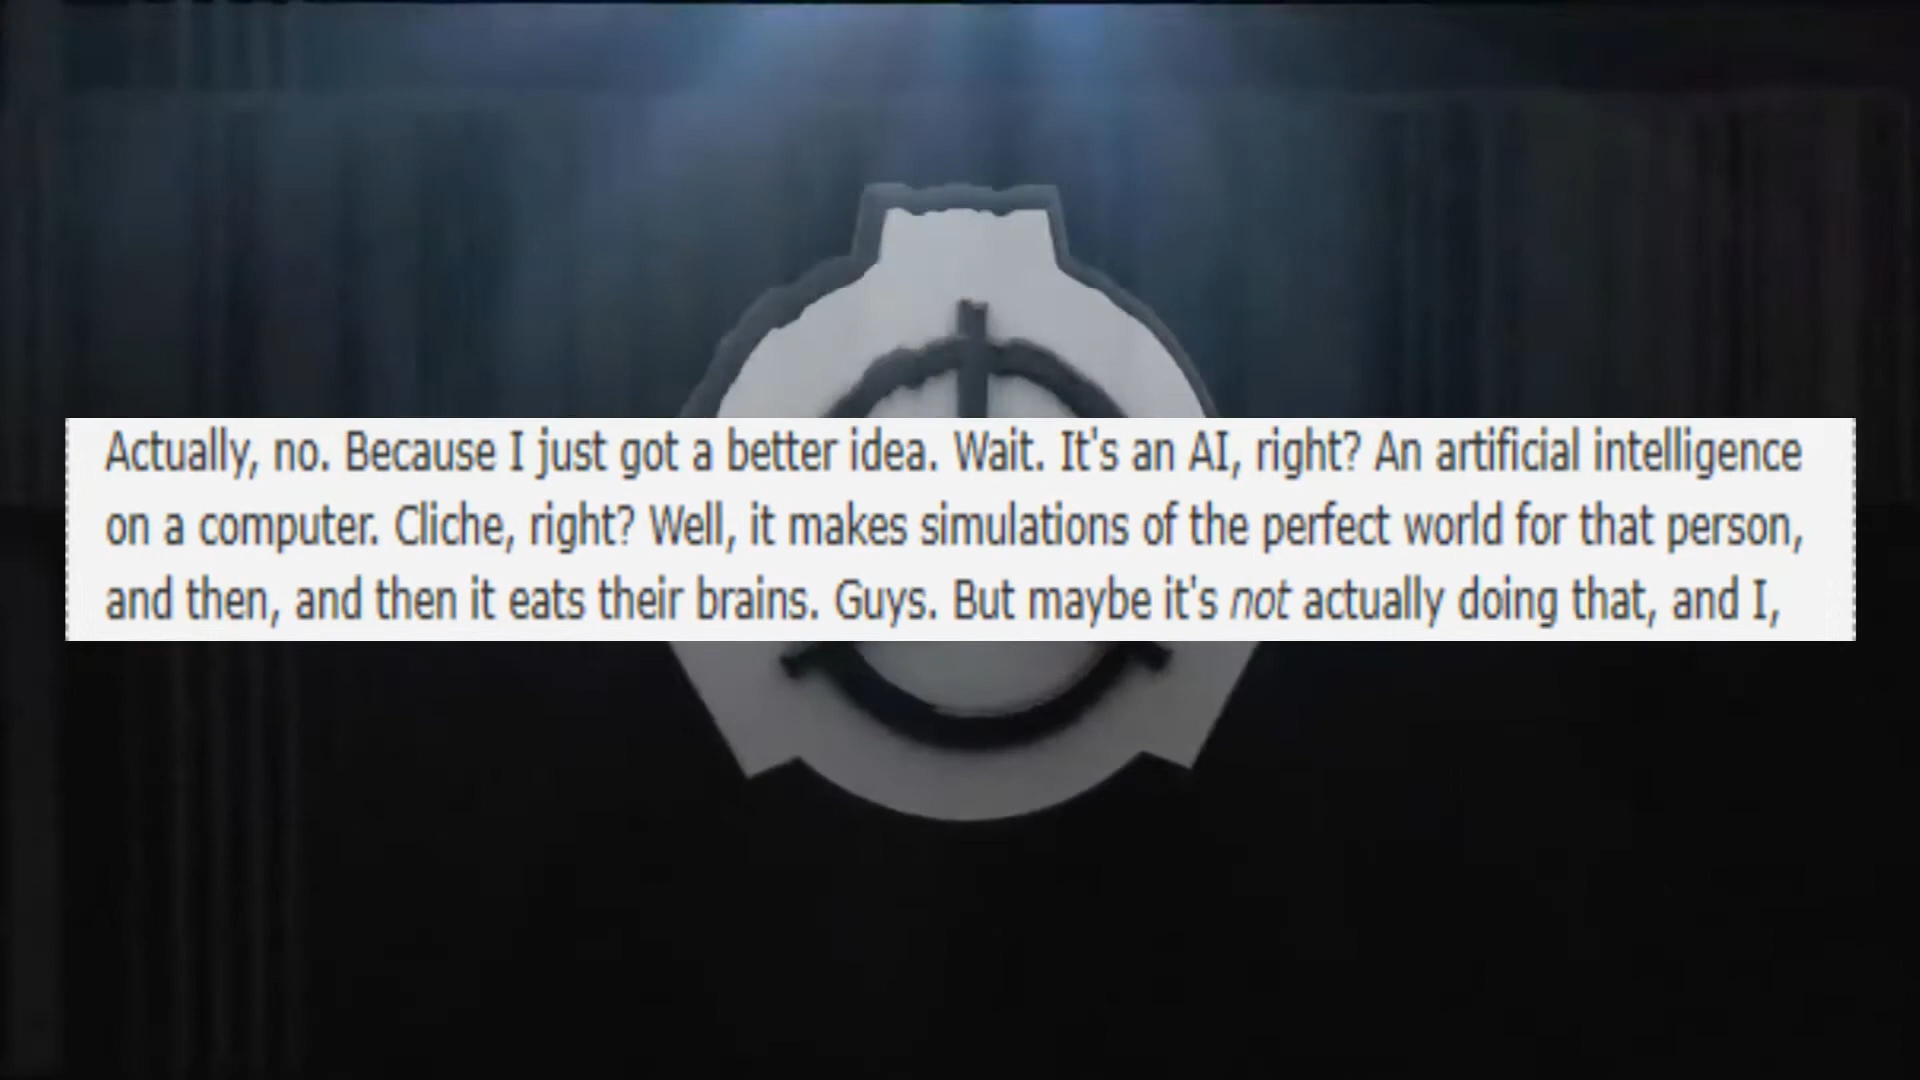 Actually, no. Because I just got a better idea. Wait. It's an AI, right? An artificial intelligence
on a computer. Cliche, right? Well, it makes simulations of the perfect world for that person,
and then, and then it eats their brains. Guys. But maybe it's not actually doing that, and I,